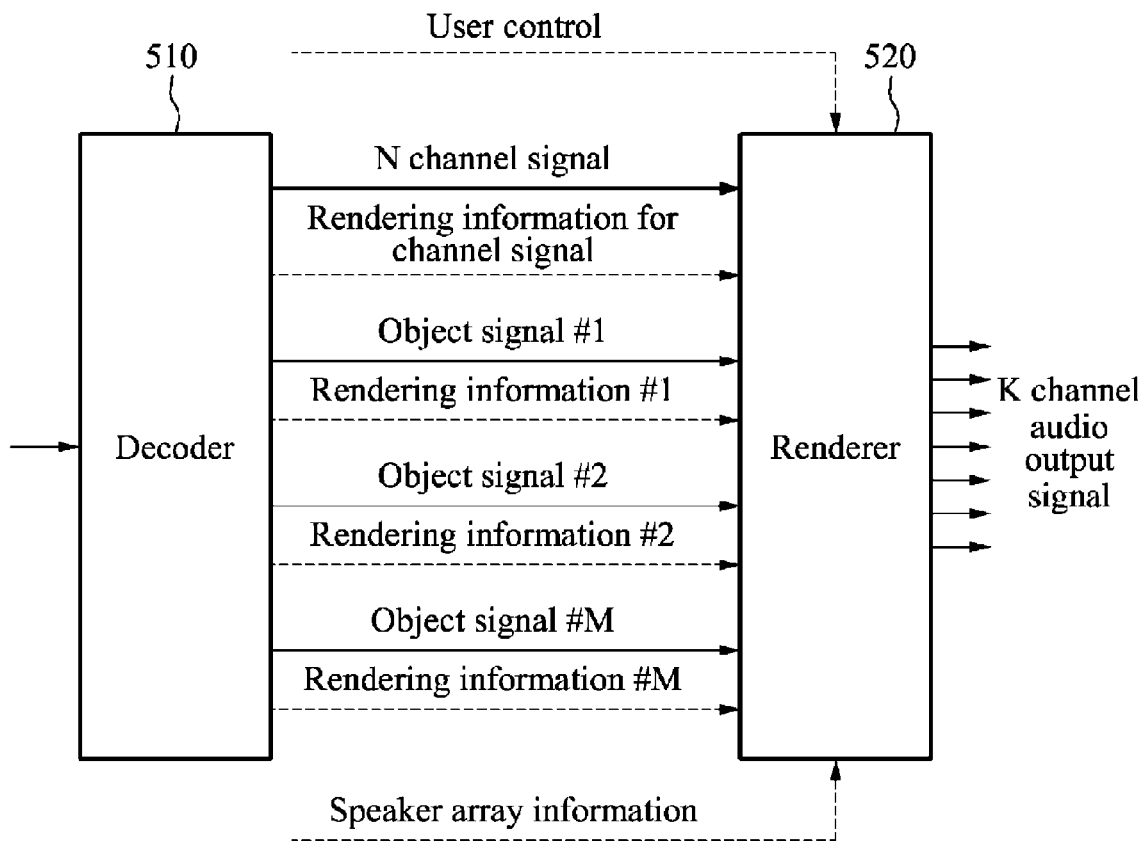 User control
510
520
N channel signal
Rendering information for
channel signal
Object signal #1
Rendering information #1
Decoder
Object signal #2
Rendering information #2
Object signal #M
Rendering information #M
Renderer
K channel
audio
output
signal
Speaker array information